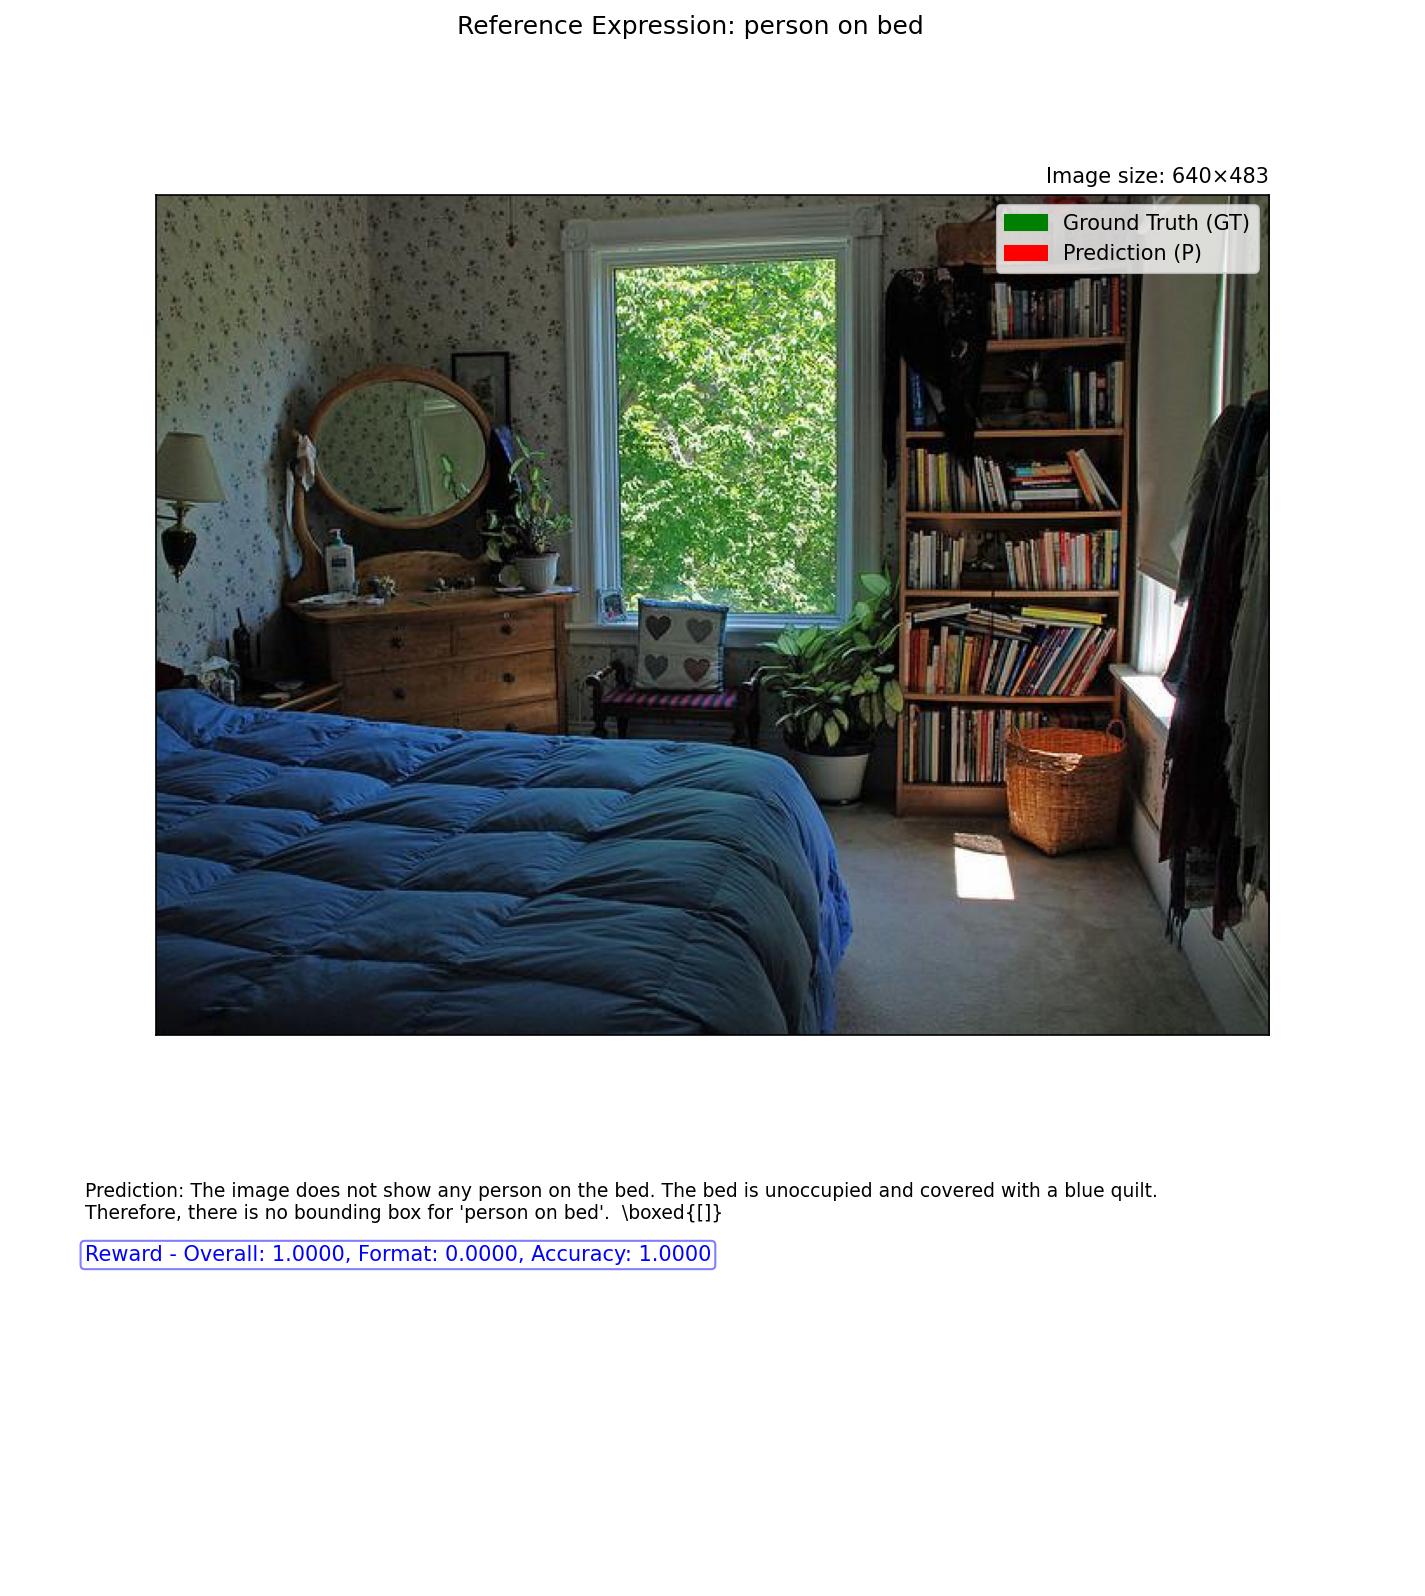 Reference Expression: person on bed
Image size: 640×483
Ground Truth (GT)
Prediction (P)
Prediction: The image does not show any person on the bed. The bed is unoccupied and covered with a blue quilt.
Therefore, there is no bounding box for 'person on bed'.  \boxed{[]}
Reward - Overall: 1.0000, Format: 0.0000, Accuracy: 1.0000